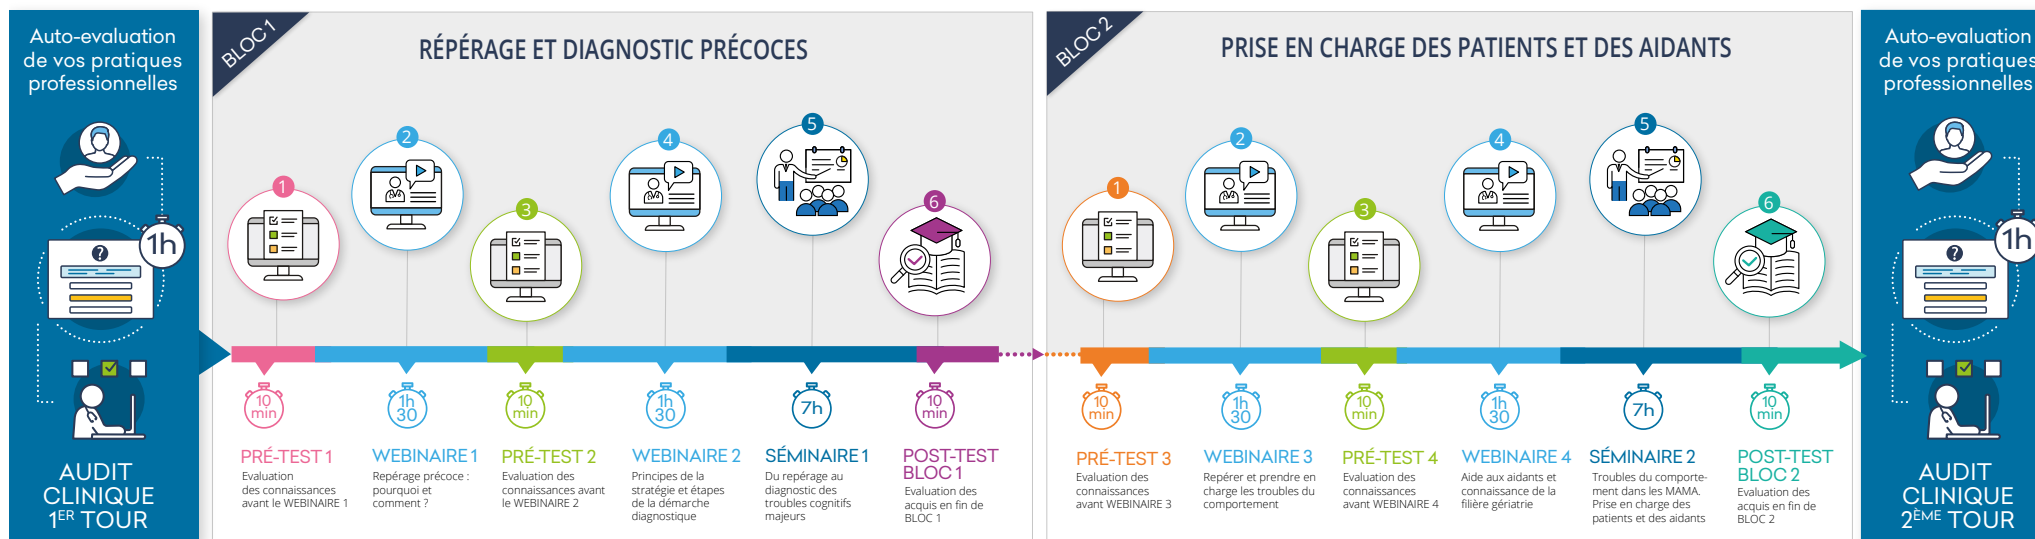 Auto-evaluation
de vos pratiques
professionnelles
1h
AUDIT
CLINIQUE
1ER TOUR
BLOC 1
RÉPÉRAGE ET DIAGNOSTIC PRÉCOCES
1
2
3
4
5
6
10
min
1h
30
10
min
1h
30
7h
10
min
PRÉ-TEST 1
Evaluation
des connaissances
avant le WEBINAIRE 1
WEBINAIRE 1
Repérage précoce :
pourquoi et
comment ?
PRÉ-TEST 2
Evaluation des
connaissances avant
le WEBINAIRE 2
WEBINAIRE 2
Principes de la
stratégie et étapes
de la démarche
diagnostique
SÉMINAIRE 1
Du repérage au
diagnostic des
troubles cognitifs
majeurs
POST-TEST
BLOC 1
Evaluation des
acquis en fin de
BLOC 1
BLOC 2
PRISE EN CHARGE DES PATIENTS ET DES AIDANTS
1
2
3
4
5
6
10
min
1h
30
10
min
1h
30
7h
10
min
PRÉ-TEST 3
Evaluation des
connaissances
avant WEBINAIRE 3
WEBINAIRE 3
Repérer et prendre en
charge les troubles du
comportement
PRÉ-TEST 4
Evaluation des
connaissances
avant WEBINAIRE 4
WEBINAIRE 4
Aide aux aidants et
connaissance de la
filière gériatrie
SÉMINAIRE 2
Troubles du comporte-
ment dans les MAMA.
Prise en charge des
patients et des aidants
POST-TEST
BLOC 2
Evaluation des
acquis en fin de
BLOC 2
Auto-evaluation
de vos pratiques
professionnelles
?
1h
AUDIT
CLINIQUE
2ÈME TOUR